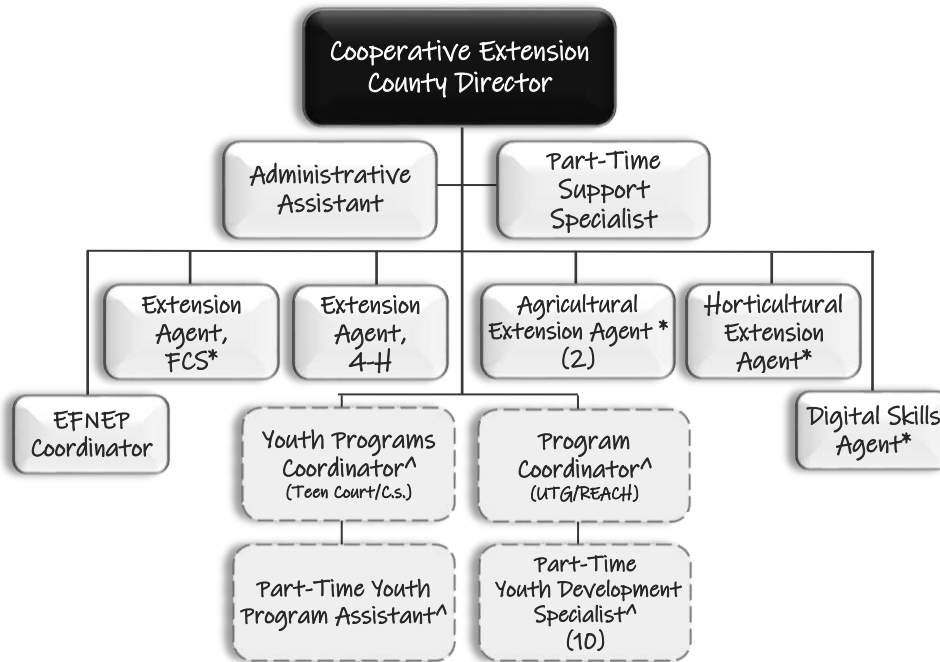 Cooperative Extension
County Director
Administrative
Assistant
Part-Time
Support
Specialist
Extension
Agent,
FCS*
Extension
Agent,
4-H
Agricultural
Extension Agent *
(2)
Horticultural
Extension
Agent*
EFNEP
Coordinator
Digital Skills
Agent*
Youth Programs
Coordinator^
(Teen Court/C.s.)
Program
Coordinator^
(UTG/REACH)
Part-Time Youth
Program Assistant^
Part-Time
Youth Development
Specialist^
(10)